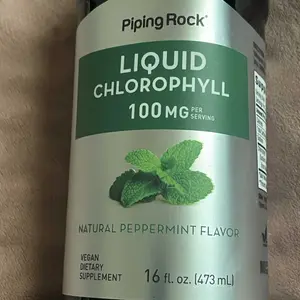 Piping Rock®
LIQUID
CHLOROPHYLL
100 MG PER SERVING
NATURAL PEPPERMINT FLAVOR
VEGAN
DIETARY
SUPPLEMENT
16 fl. oz. (473 mL)